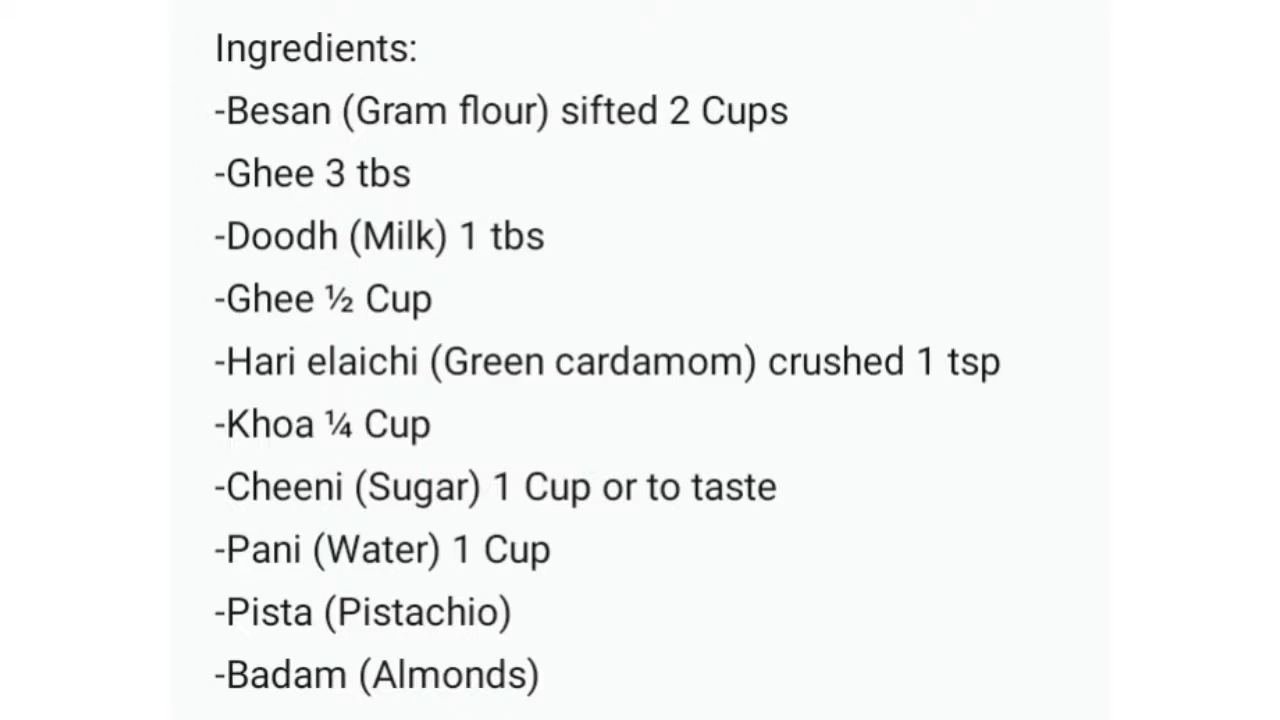 Ingredients:
-Besan (Gram flour) sifted 2 Cups
-Ghee 3 tbs
-Doodh (Milk) 1 tbs
-Ghee ½ Cup
-Hari elaichi (Green cardamom) crushed 1 tsp
-Khoa ¼ Cup
-Cheeni (Sugar) 1 Cup or to taste
-Pani (Water) 1 Cup
-Pista (Pistachio)
-Badam (Almonds)